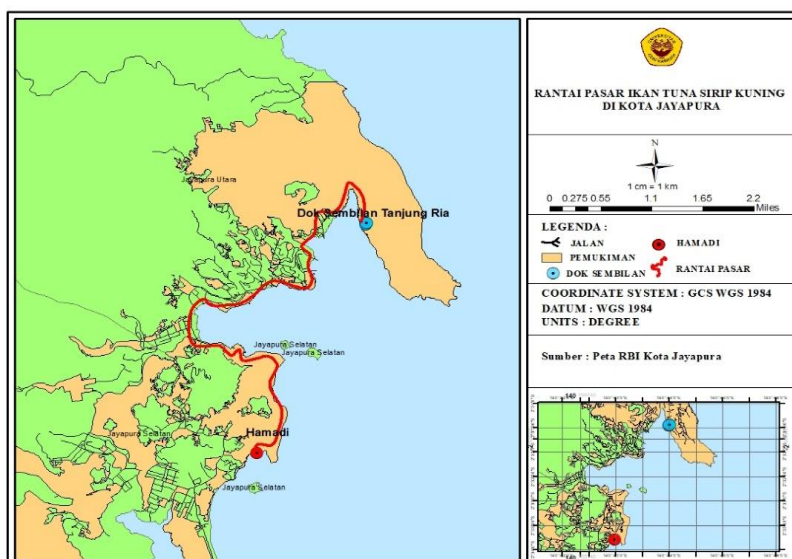 Jayapura Utara
Dok Sembilan Tanjung Ria
Jayapura Selatan
Jayapura Selatan
Jayapura Selatan
Hamadi
Jayapura Selatan
RANTAI PASAR IKAN TUNA SIRIP KUNING
DI KOTA JAYAPURA
N
1 cm = 1 km
0 0.275 0.55 1.1 1.65 2.2
Miles
LEGENDA :
JALAN
PEMUKIMAN
DOK SEMBILAN
HAMADI
RANTAI PASAR
COORDINATE SYSTEM : GCS WGS 1984
DATUM : WGS 1984
UNITS : DEGREE
Sumber : Peta RBI Kota Jayapura
140
140